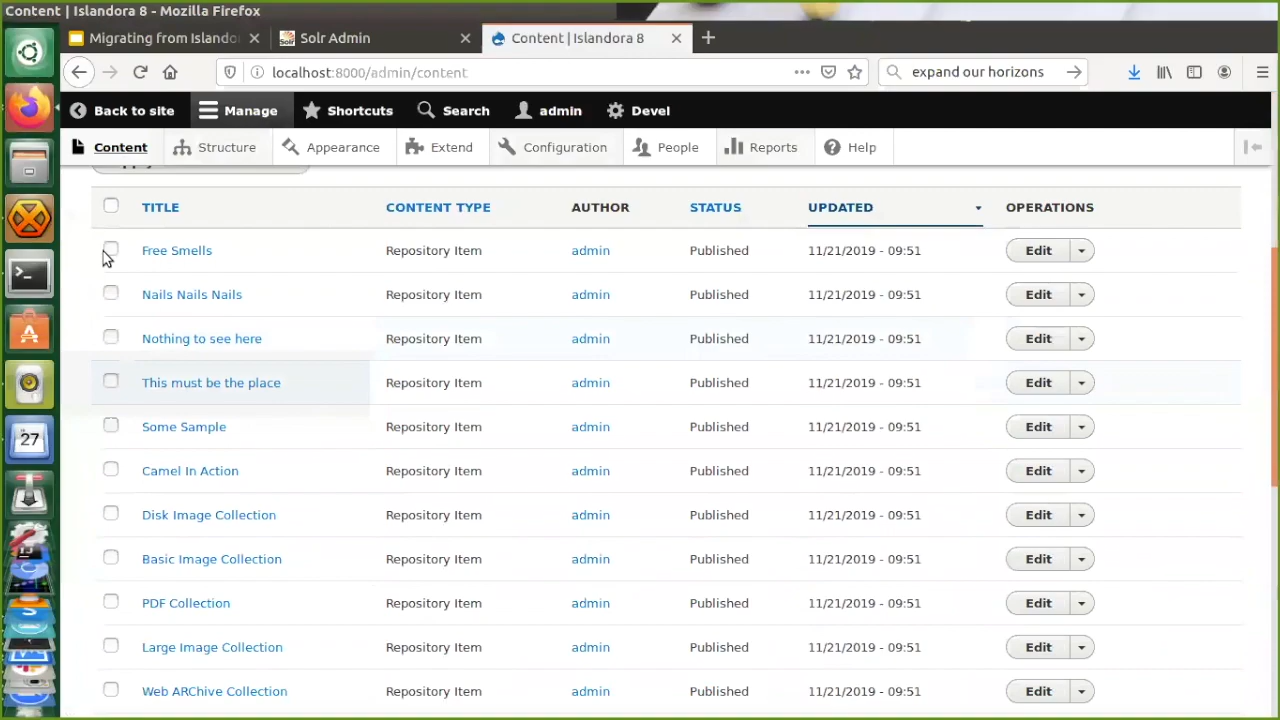 Content | Islandora 8 - Mozilla Firefox
Migrating from Islando
Solr Admin
Content | Islandora 8
localhost:8000/admin/content
expand our horizons
Back to site Manage Shortcuts Search admin Devel
Content Structure Appearance Extend Configuration People Reports Help
TITLE CONTENT TYPE AUTHOR STATUS UPDATED OPERATIONS
Free Smells Repository Item admin Published 11/21/2019 - 09:51 Edit
Nails Nails Nails Repository Item admin Published 11/21/2019 - 09:51 Edit
Nothing to see here Repository Item admin Published 11/21/2019 - 09:51 Edit
This must be the place Repository Item admin Published 11/21/2019 - 09:51 Edit
Some Sample Repository Item admin Published 11/21/2019 - 09:51 Edit
Camel In Action Repository Item admin Published 11/21/2019 - 09:51 Edit
Disk Image Collection Repository Item admin Published 11/21/2019 - 09:51 Edit
Basic Image Collection Repository Item admin Published 11/21/2019 - 09:51 Edit
PDF Collection Repository Item admin Published 11/21/2019 - 09:51 Edit
Large Image Collection Repository Item admin Published 11/21/2019 - 09:51 Edit
Web ARChive Collection Repository Item admin Published 11/21/2019 - 09:51 Edit
27